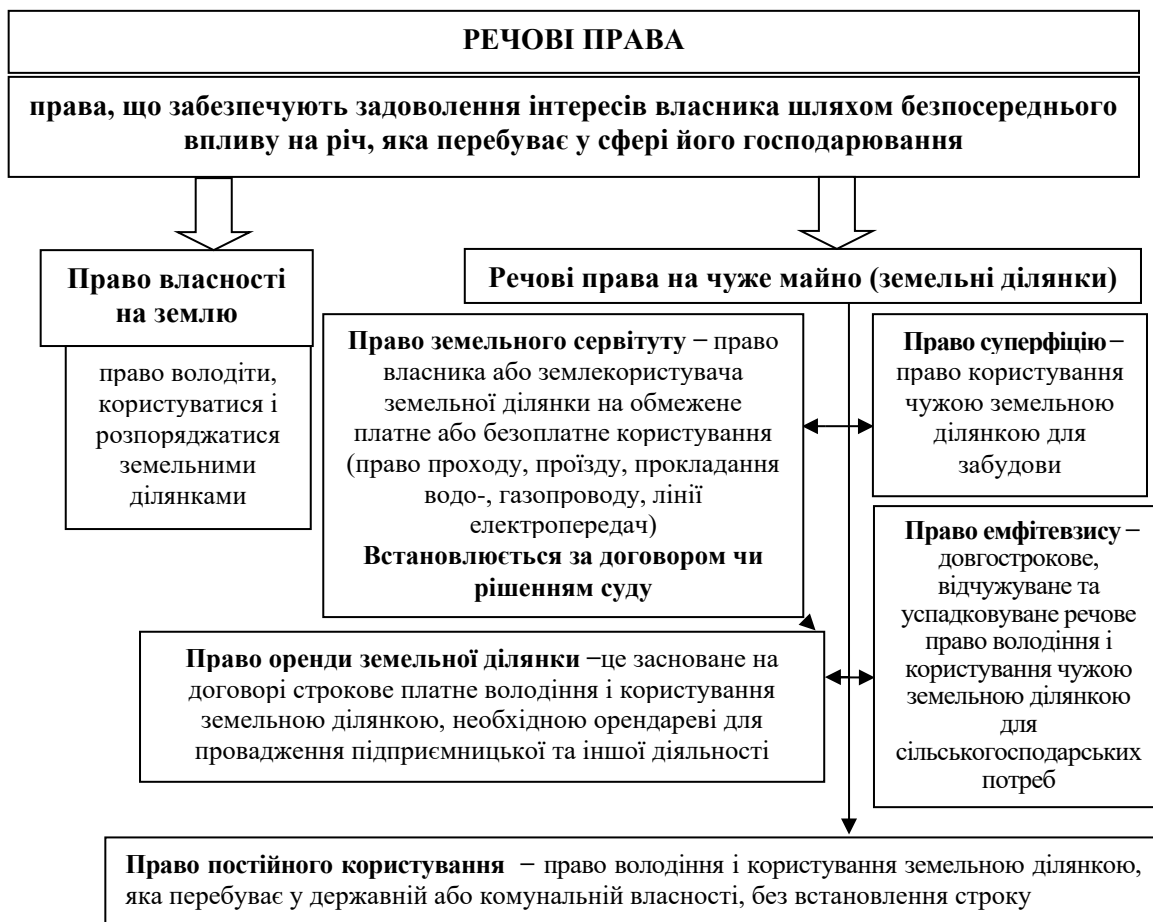 РЕЧОВІ ПРАВА
права, що забезпечують задоволення інтересів власника шляхом безпосереднього
впливу на річ, яка перебуває у сфері його господарювання
Право власності
на землю
право володіти,
користуватися і
розпоряджатися
земельними
ділянками
Речові права на чуже майно (земельні ділянки)
Право земельного сервітуту – право
власника або землекористувача
земельної ділянки на обмежене
платне або безоплатне користування
(право проходу, проїзду, прокладання
водо-, газопроводу, лінії
електропередач)
Встановлюється за договором чи
рішенням суду
Право суперфіцію –
право користування
чужою земельною
ділянкою для
забудови
Право емфітевзису –
довгострокове,
відчужуване та
успадковуване речове
право володіння і
користування чужою
земельною ділянкою
для
сільськогосподарських
потреб
Право оренди земельної ділянки –це засноване на
договорі строкове платне володіння і користування
земельною ділянкою, необхідною орендареві для
провадження підприємницької та іншої діяльності
Право постійного користування – право володіння і користування земельною ділянкою,
яка перебуває у державній або комунальній власності, без встановлення строку